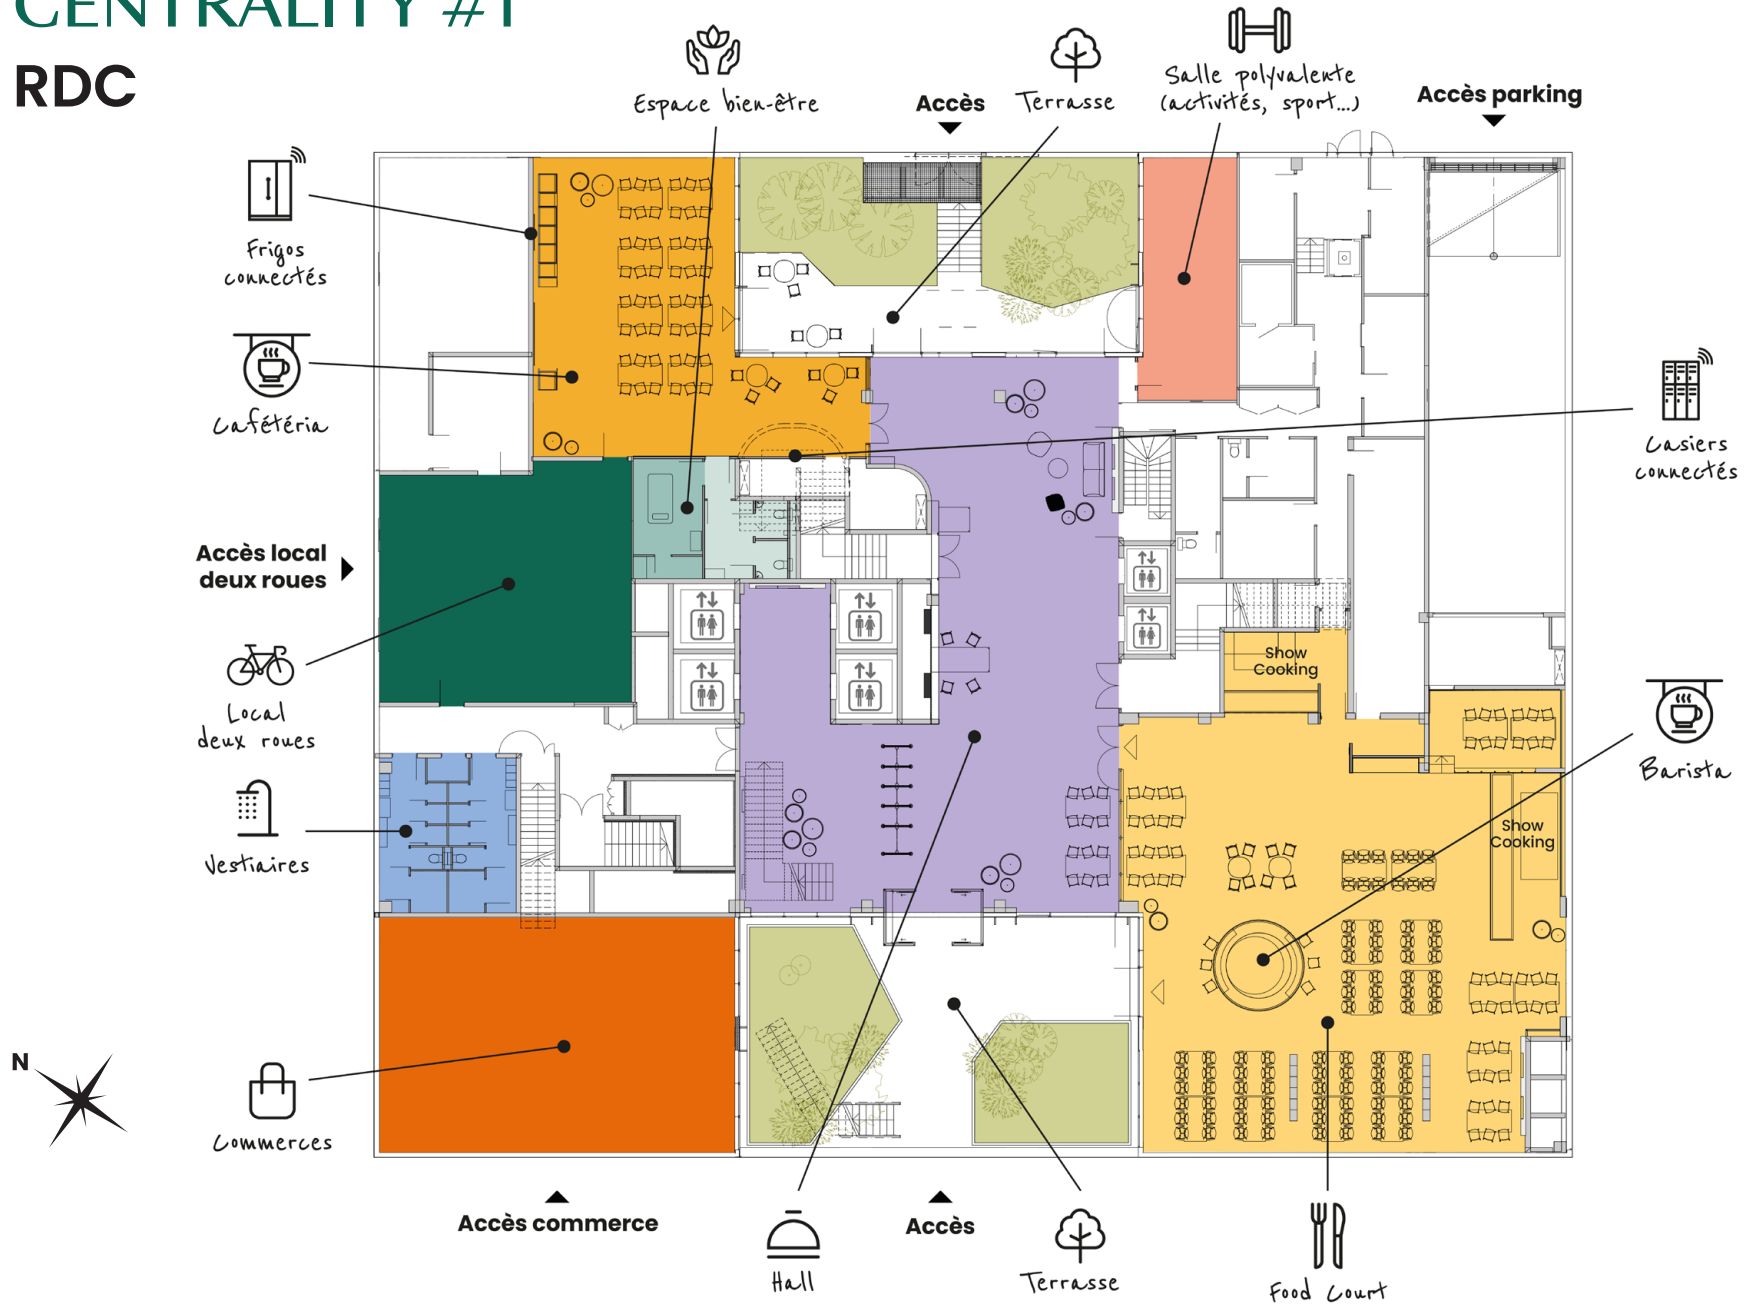 CENTRALITY #1
RDC
Espace bien-être
Accès
Terrasse
Salle polyvalente
(activités, sport...)
Accès parking
Frigos
connectés
Cafétéria
Casiers
connectés
Accès local
deux roues
Local
deux roues
Show
Cooking
Barista
Vestiaires
Show
Cooking
N
Commerces
Accès commerce
Hall
Accès
Terrasse
Food Court